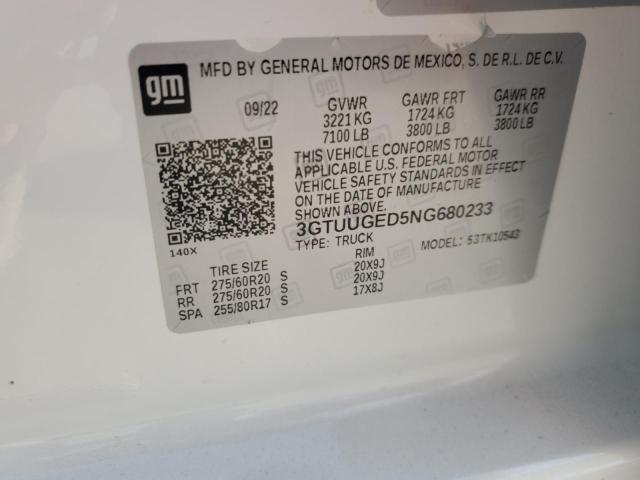 gm
MFD BY GENERAL MOTORS DE MEXICO, S. DE R.L. DE C.V.
09/22 GVWR GAWR FRT GAWR RR
3221 KG 1724 KG 1724 KG
7100 LB 3800 LB 3800 LB
THIS VEHICLE CONFORMS TO ALL
APPLICABLE U.S. FEDERAL MOTOR
VEHICLE SAFETY STANDARDS IN EFFECT
ON THE DATE OF MANUFACTURE
SHOWN ABOVE.
3GTUUGED5NG680233
140X TYPE: TRUCK MODEL: 53TK10543
TIRE SIZE RIM
FRT 275/60R20 S 20X9J
RR 275/60R20 S 20X9J
SPA 255/80R17 S 17X8J